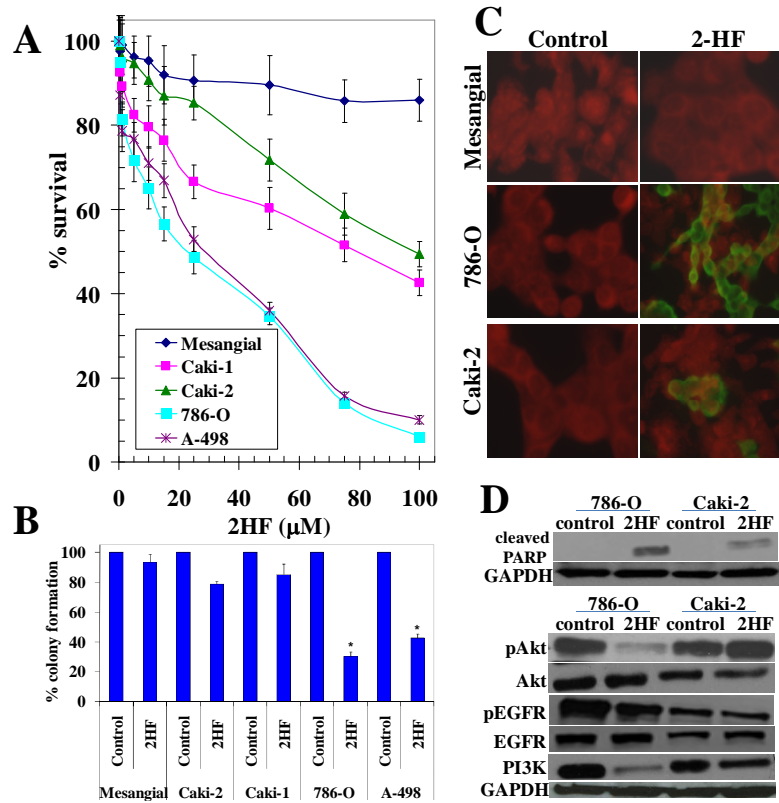 A
% survival
100
80
60
40
20
0
Mesangial
Caki-1
Caki-2
786-O
A-498
0 20 40 60 80 100
2HF (μM)
B
% colony formation
100
80
60
40
20
0
Control 2HF Control 2HF Control 2HF Control 2HF Control 2HF
* *
Mesangial Caki-2 Caki-1 786-O A-498
C
Control 2-HF
Mesangial
786-O
Caki-2
D
786-O Caki-2
control 2HF control 2HF
cleaved
PARP
GAPDH
786-O Caki-2
control 2HF control 2HF
pAkt
Akt
pEGFR
EGFR
PI3K
GAPDH